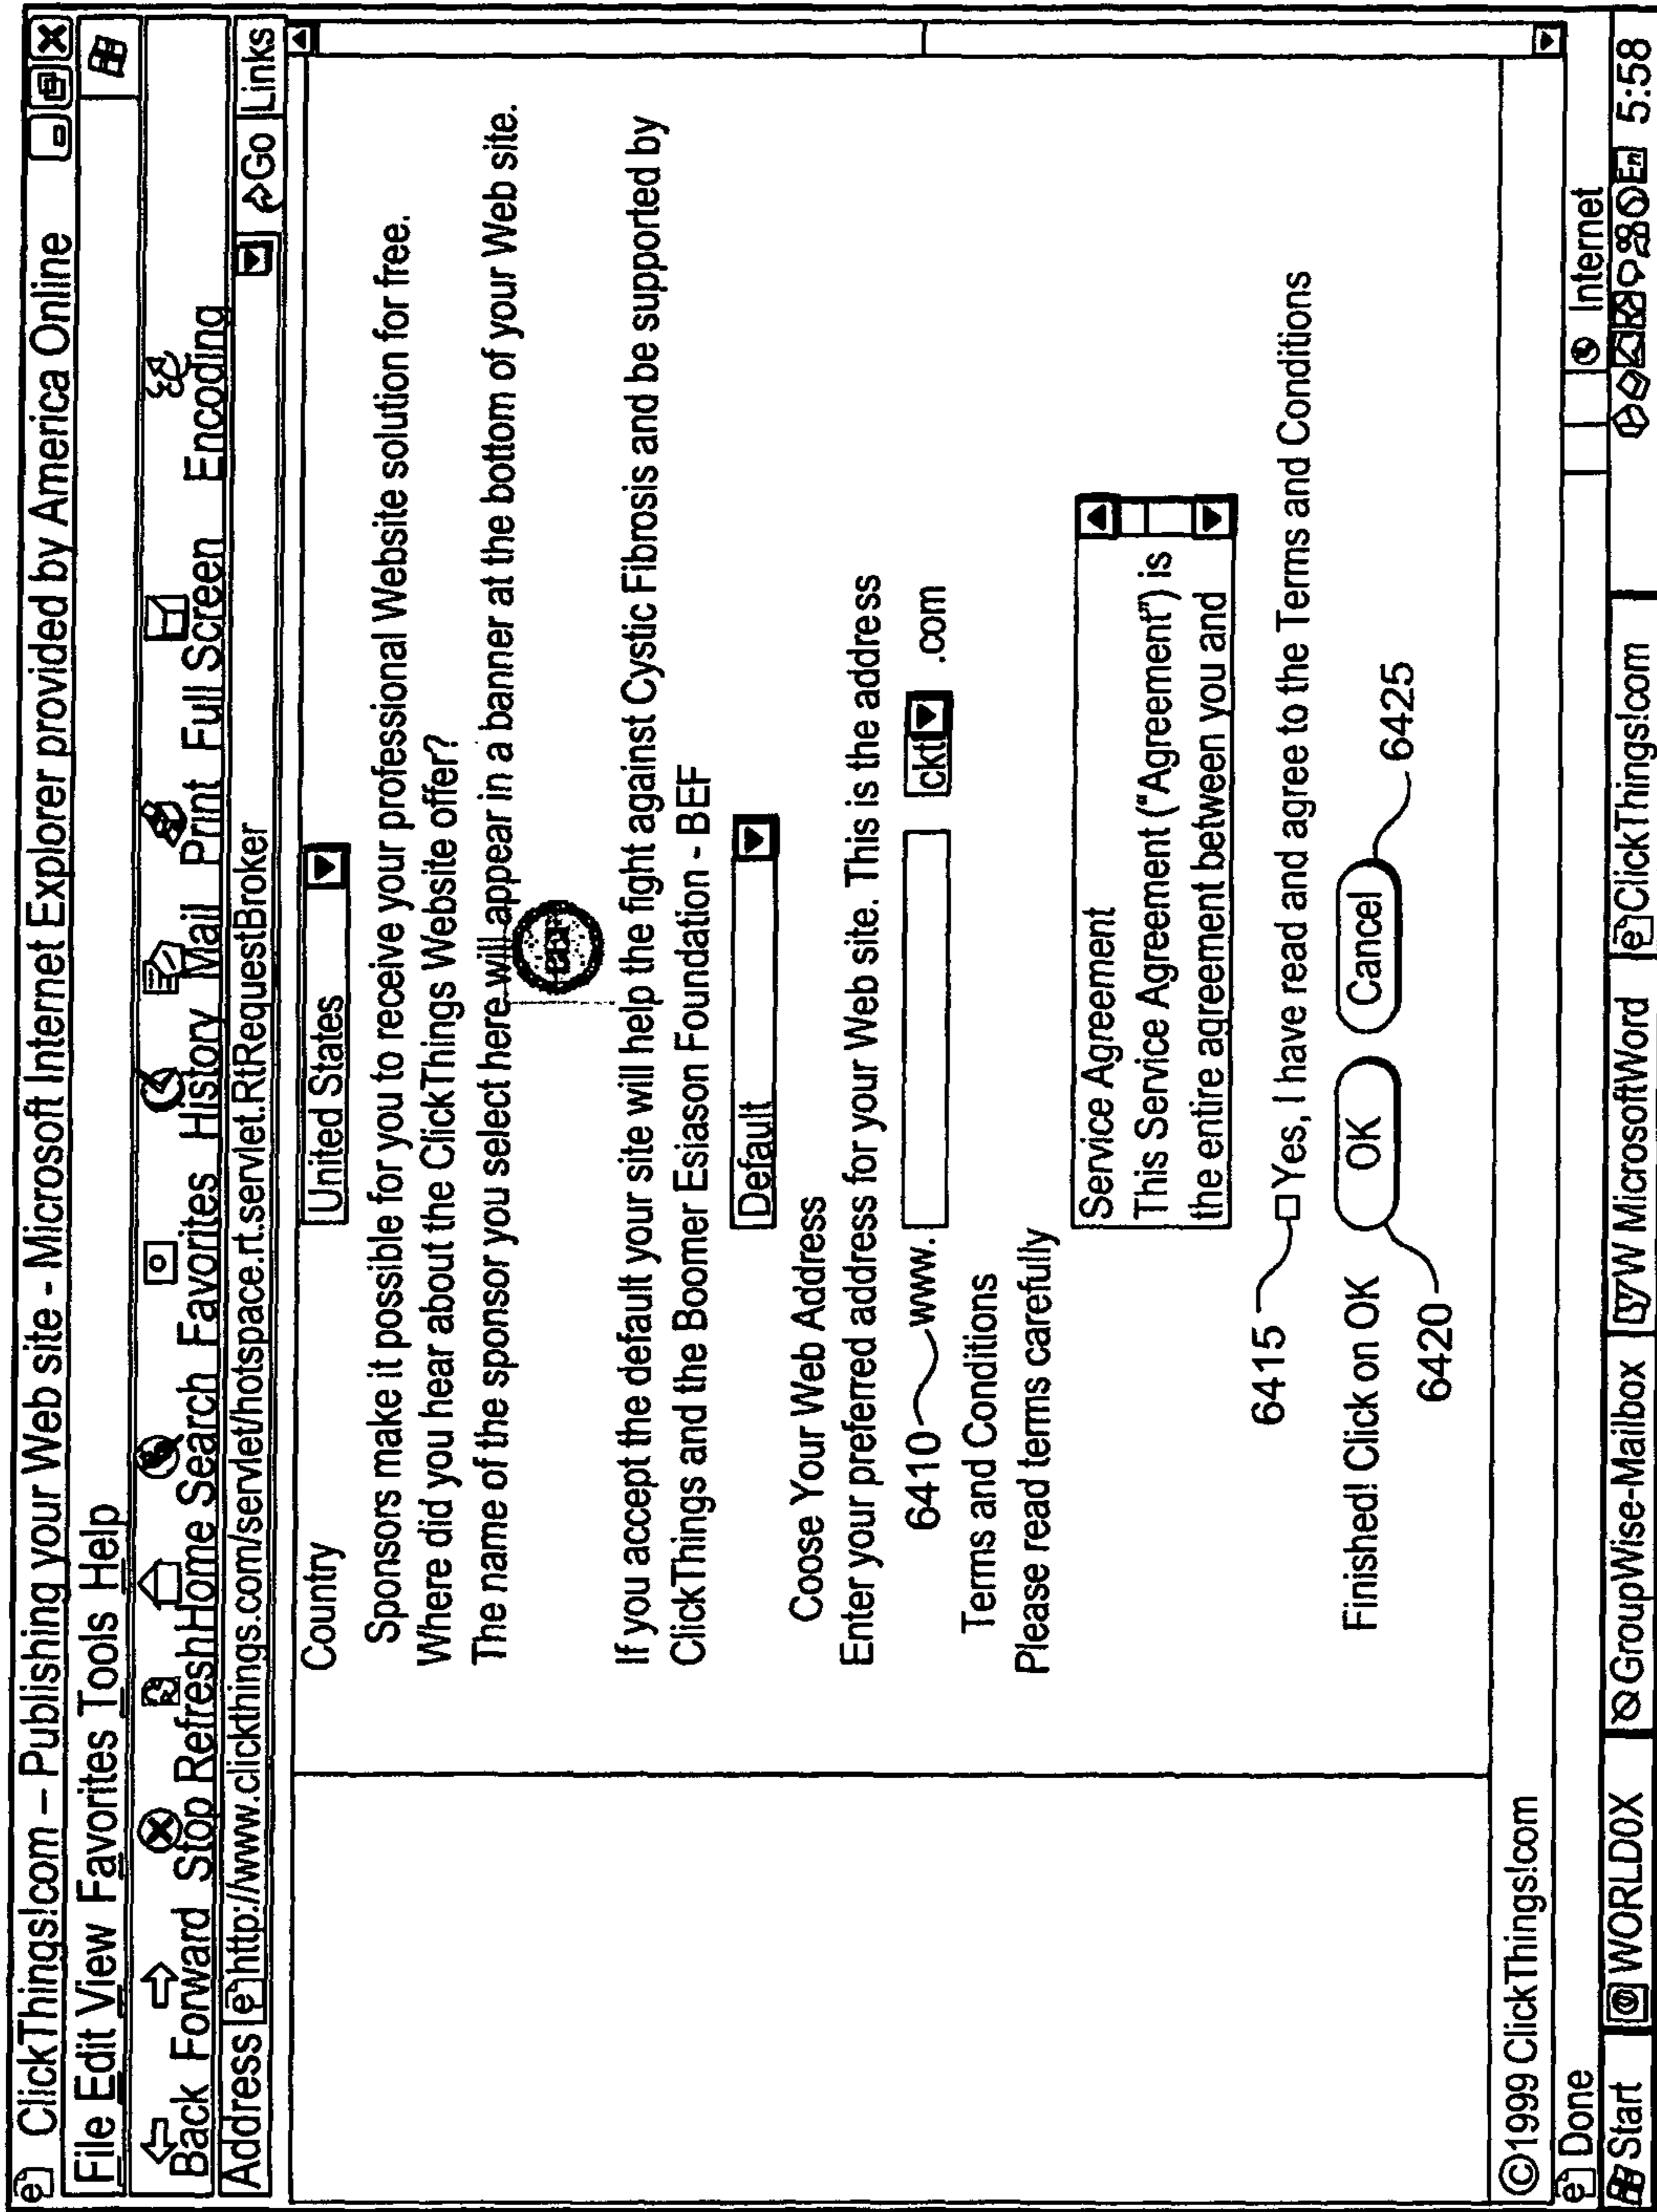 ClickThings!com – Publishing your Web site - Microsoft Internet Explorer provided by America Online
File Edit View Favorites Tools Help
Back Forward Stop Refresh Home Search Favorites History Mail Print Full Screen Encoding
Address http://www.clickthings.com/servlet/hotspace.rt.servlet.RtRequestBroker Go Links
Country United States
Sponsors make it possible for you to receive your professional Website solution for free.
Where did you hear about the ClickThings Website offer?
The name of the sponsor you select here will appear in a banner at the bottom of your Web site.
If you accept the default your site will help the fight against Cystic Fibrosis and be supported by
ClickThings and the Boomer Esiason Foundation - BEF
Default
Coose Your Web Address
Enter your preferred address for your Web site. This is the address
6410 www. ckt .com
Terms and Conditions
Please read terms carefully
Service Agreement
This Service Agreement (“Agreement”) is
the entire agreement between you and
6415 Yes, I have read and agree to the Terms and Conditions
Finished! Click on OK OK Cancel 6425
6420
©1999 ClickThings!com
Done Internet
Start WORLDOX GroupWise-Mailbox W MicrosoftWord ClickThings!com En 5:58